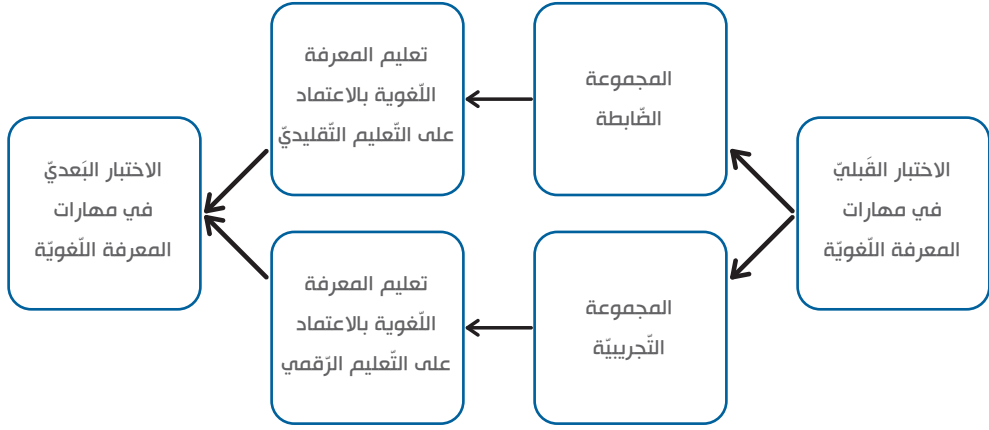 الاختبار القَبليّ
في مهارات
المعرفة اللّغويّة
المجموعة
الضّابطة
تعليم المعرفة
اللّغوية بالاعتماد
على التّعليم التّقليديّ
المجموعة
التّجريبيّة
تعليم المعرفة
اللّغوية بالاعتماد
على التّعليم الرّقمي
الاختبار البَعديّ
في مهارات
المعرفة اللّغويّة